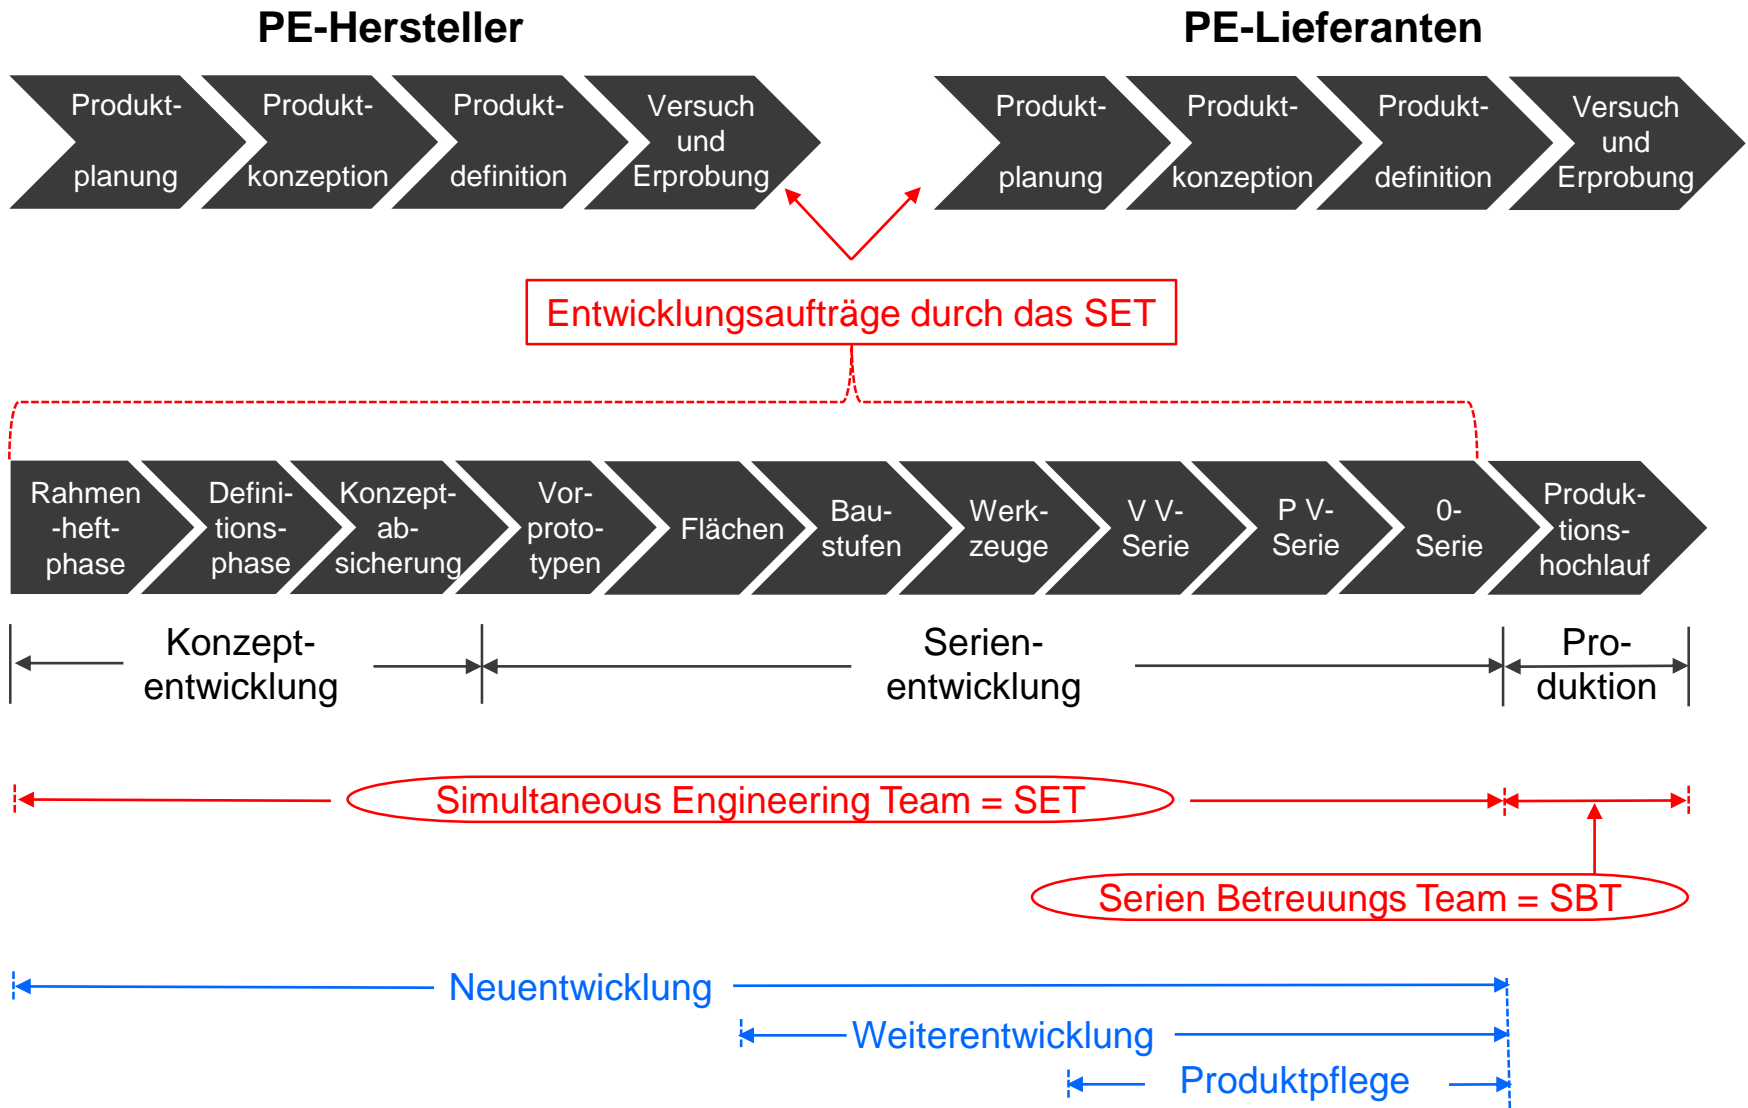 PE-Hersteller
PE-Lieferanten
Produkt-
planung
Produkt-
konzeption
Produkt-
definition
Versuch
und
Erprobung
Produkt-
planung
Produkt-
konzeption
Produkt-
definition
Versuch
und
Erprobung
Entwicklungsaufträge durch das SET
Rahmen
-heft-
phase
Defini-
tions-
phase
Konzept-
ab-
sicherung
Vor-
proto-
typen
Flächen
Bau-
stufen
Werk-
zeuge
V V-
Serie
P V-
Serie
0-
Serie
Produk-
tions-
hochlauf
Konzept-
entwicklung
Serien-
entwicklung
Pro-
duktion
Simultaneous Engineering Team = SET
Serien Betreuungs Team = SBT
Neuentwicklung
Weiterentwicklung
Produktpflege